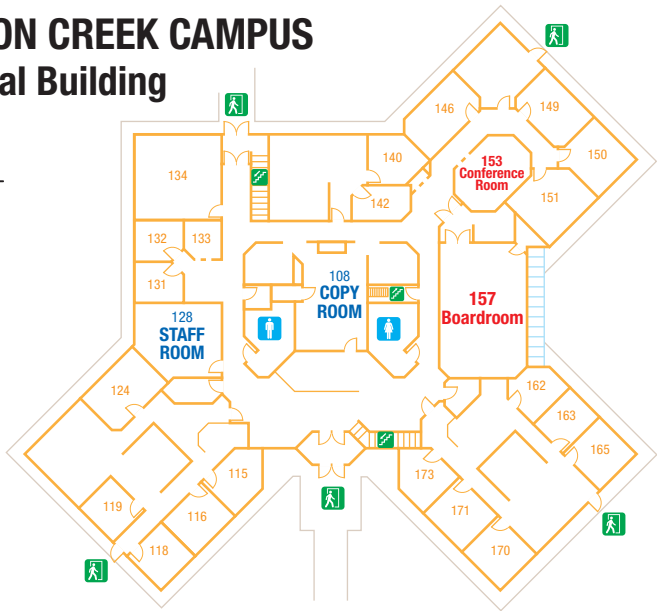 ON CREEK CAMPUS
al Building
146
149
140
150
153
Conference
Room
134
151
142
132
133
131
108
COPY
ROOM
157
Boardroom
128
STAFF
ROOM
124
162
163
165
115
173
119
116
171
118
170